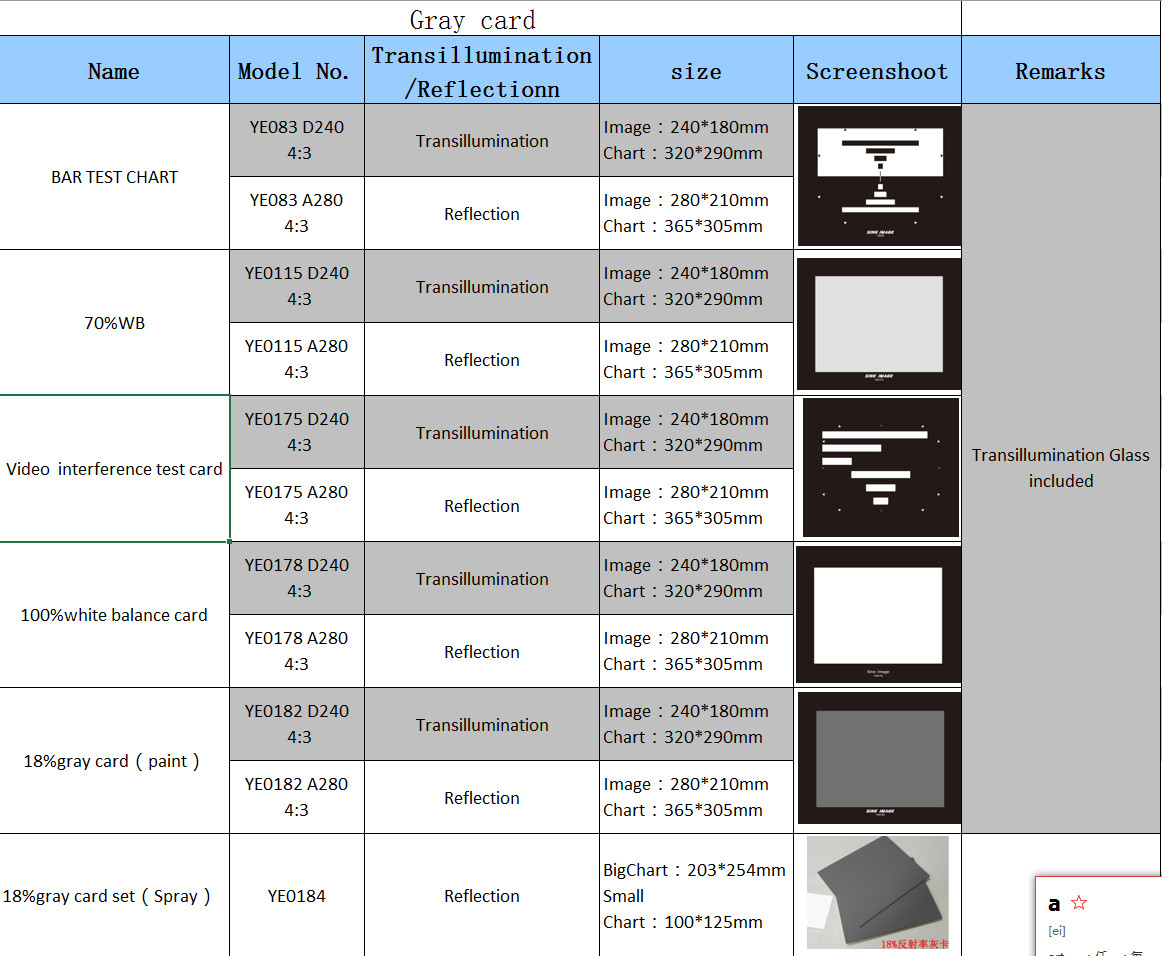 Gray card
Name
Model No.
Transillumination
/Reflectionn
size
Screenshoot
Remarks
BAR TEST CHART
YE083 D240
4:3
Transillumination
Image：240*180mm
Chart：320*290mm
YE083 A280
4:3
Reflection
Image：280*210mm
Chart：365*305mm
SINE IMAGE
70%WB
YE0115 D240
4:3
Transillumination
Image：240*180mm
Chart：320*290mm
YE0115 A280
4:3
Reflection
Image：280*210mm
Chart：365*305mm
SINE IMAGE
Video interference test card
YE0175 D240
4:3
Transillumination
Image：240*180mm
Chart：320*290mm
YE0175 A280
4:3
Reflection
Image：280*210mm
Chart：365*305mm
Transillumination Glass
included
100%white balance card
YE0178 D240
4:3
Transillumination
Image：240*180mm
Chart：320*290mm
YE0178 A280
4:3
Reflection
Image：280*210mm
Chart：365*305mm
Sine Image
18%gray card（paint）
YE0182 D240
4:3
Transillumination
Image：240*180mm
Chart：320*290mm
YE0182 A280
4:3
Reflection
Image：280*210mm
Chart：365*305mm
SINE IMAGE
18%gray card set（Spray）
YE0184
Reflection
BigChart：203*254mm
Small
Chart：100*125mm
18%反射率灰卡
a
[ei]